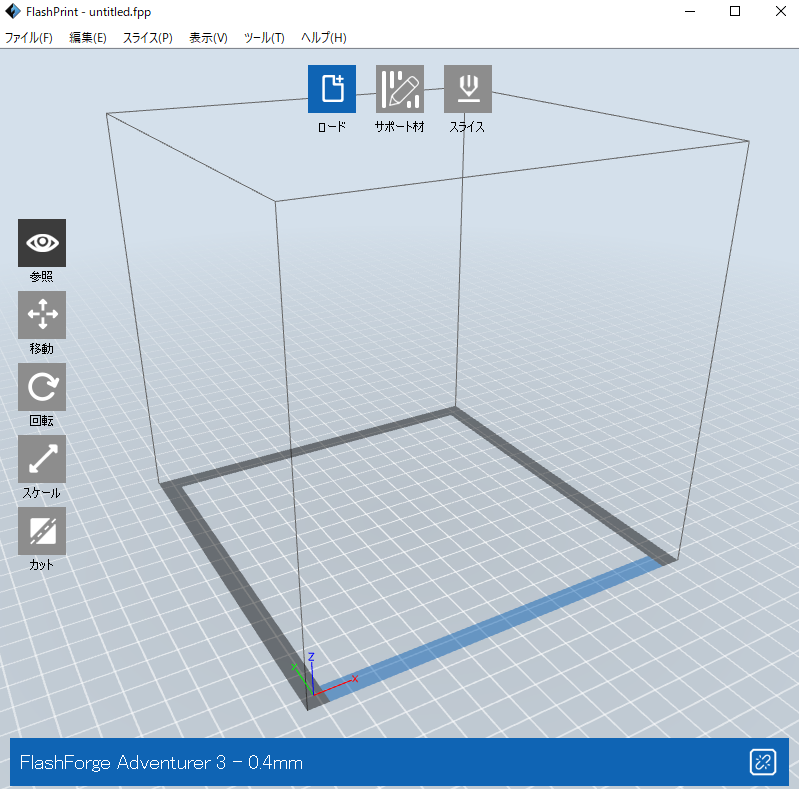 FlashPrint - untitled.fpp
ファイル(F) 編集(E) スライス(P) 表示(V) ツール(T) ヘルプ(H)
ロード サポート材 スライス
参照
移動
回転
スケール
カット
Z
Y
X
FlashForge Adventurer 3 - 0.4mm